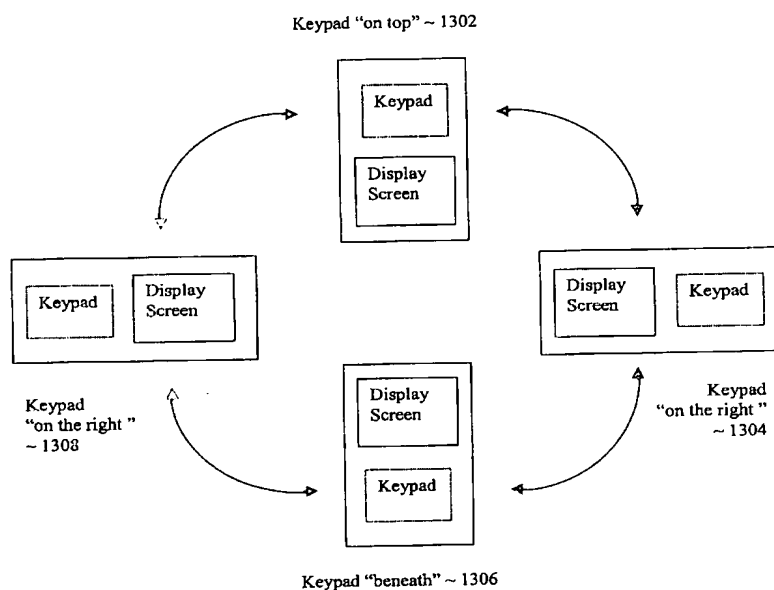 Keypad “on top” ~ 1302
Keypad
Display
Screen
Keypad
Display
Screen
Display
Screen
Keypad
Keypad
“on the right ”
~ 1308
Display
Screen
Keypad
Keypad
“on the right ”
~ 1304
Keypad “beneath” ~ 1306